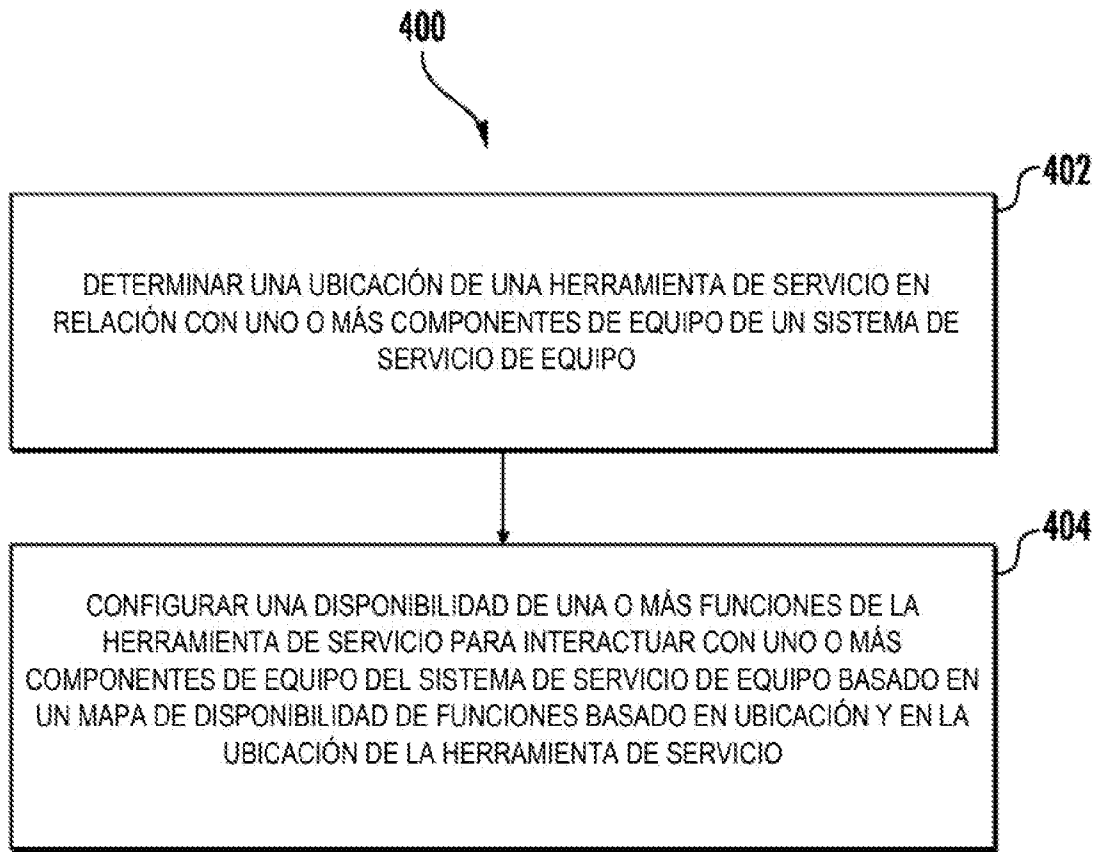 400
402
DETERMINAR UNA UBICACIÓN DE UNA HERRAMIENTA DE SERVICIO EN
RELACIÓN CON UNO O MÁS COMPONENTES DE EQUIPO DE UN SISTEMA DE
SERVICIO DE EQUIPO
404
CONFIGURAR UNA DISPONIBILIDAD DE UNA O MÁS FUNCIONES DE LA
HERRAMIENTA DE SERVICIO PARA INTERACTUAR CON UNO O MÁS
COMPONENTES DE EQUIPO DEL SISTEMA DE SERVICIO DE EQUIPO BASADO EN
UN MAPA DE DISPONIBILIDAD DE FUNCIONES BASADO EN UBICACIÓN Y EN LA
UBICACIÓN DE LA HERRAMIENTA DE SERVICIO